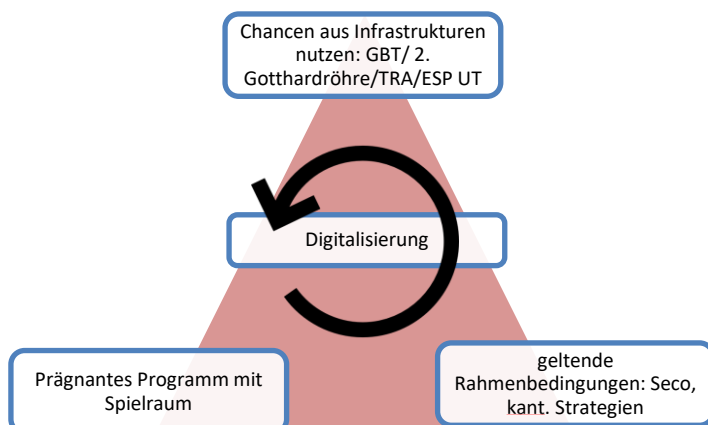 Chancen aus Infrastrukturen
nutzen: GBT/ 2.
Gotthardröhre/TRA/ESP UT
Digitalisierung
Prägnantes Programm mit
Spielraum
geltende
Rahmenbedingungen: Seco,
kant. Strategien